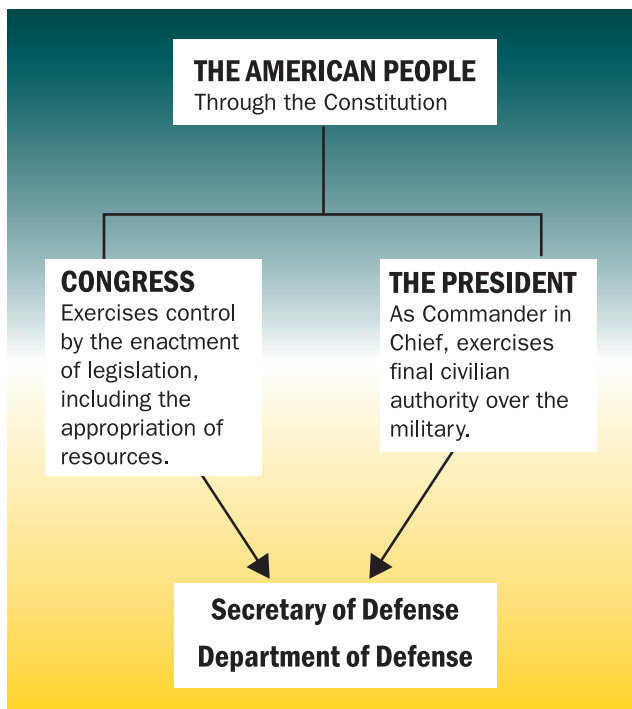 THE AMERICAN PEOPLE
Through the Constitution
CONGRESS
Exercises control
by the enactment
of legislation,
including the
appropriation of
resources.
THE PRESIDENT
As Commander in
Chief, exercises
final civilian
authority over the
military.
Secretary of Defense
Department of Defense